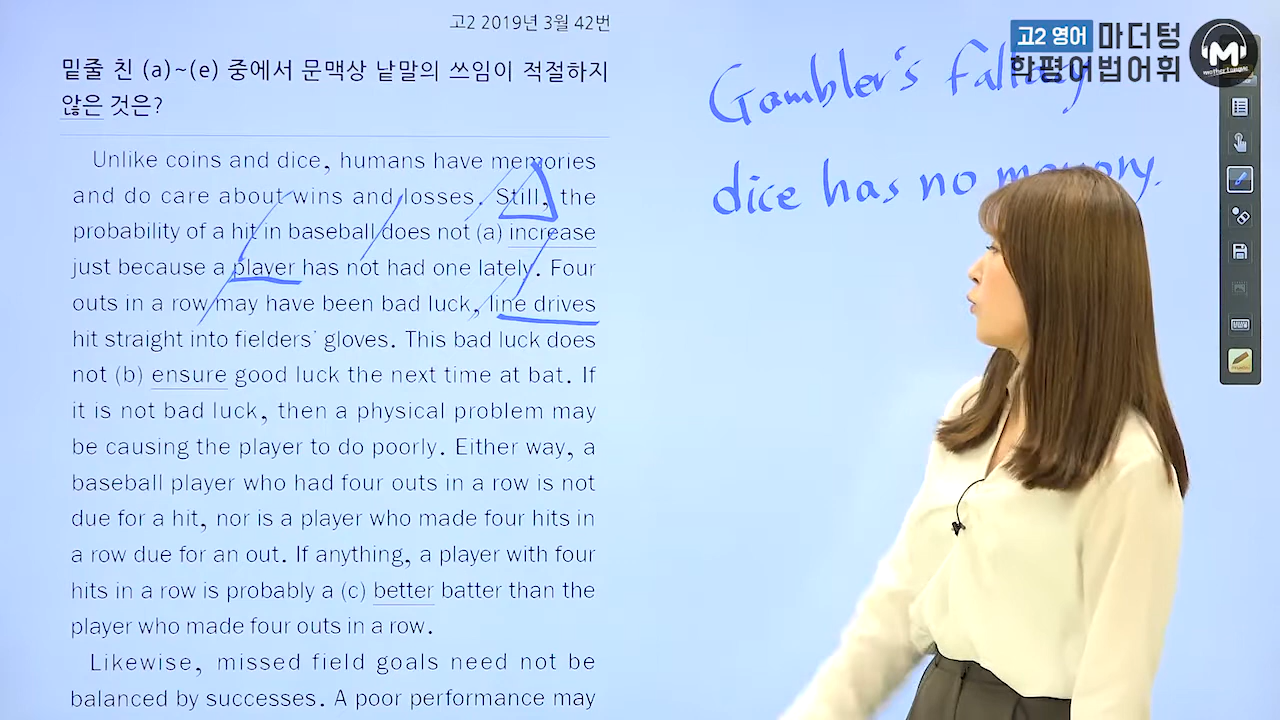 고2 2019년 3월 42번
고2 영어 마더텅
학평어법어휘
M
mother tongue
밑줄 친 (a)~(e) 중에서 문맥상 낱말의 쓰임이 적절하지
않은 것은?
Gambler's fallacy
dice has no memory.
Unlike coins and dice, humans have memories
and do care about wins and losses. Still, the
probability of a hit in baseball does not (a) increase
just because a player has not had one lately. Four
outs in a row may have been bad luck, line drives
hit straight into fielders' gloves. This bad luck does
not (b) ensure good luck the next time at bat. If
it is not bad luck, then a physical problem may
be causing the player to do poorly. Either way, a
baseball player who had four outs in a row is not
due for a hit, nor is a player who made four hits in
a row due for an out. If anything, a player with four
hits in a row is probably a (c) better batter than the
player who made four outs in a row.
Likewise, missed field goals need not be
balanced by successes. A poor performance may